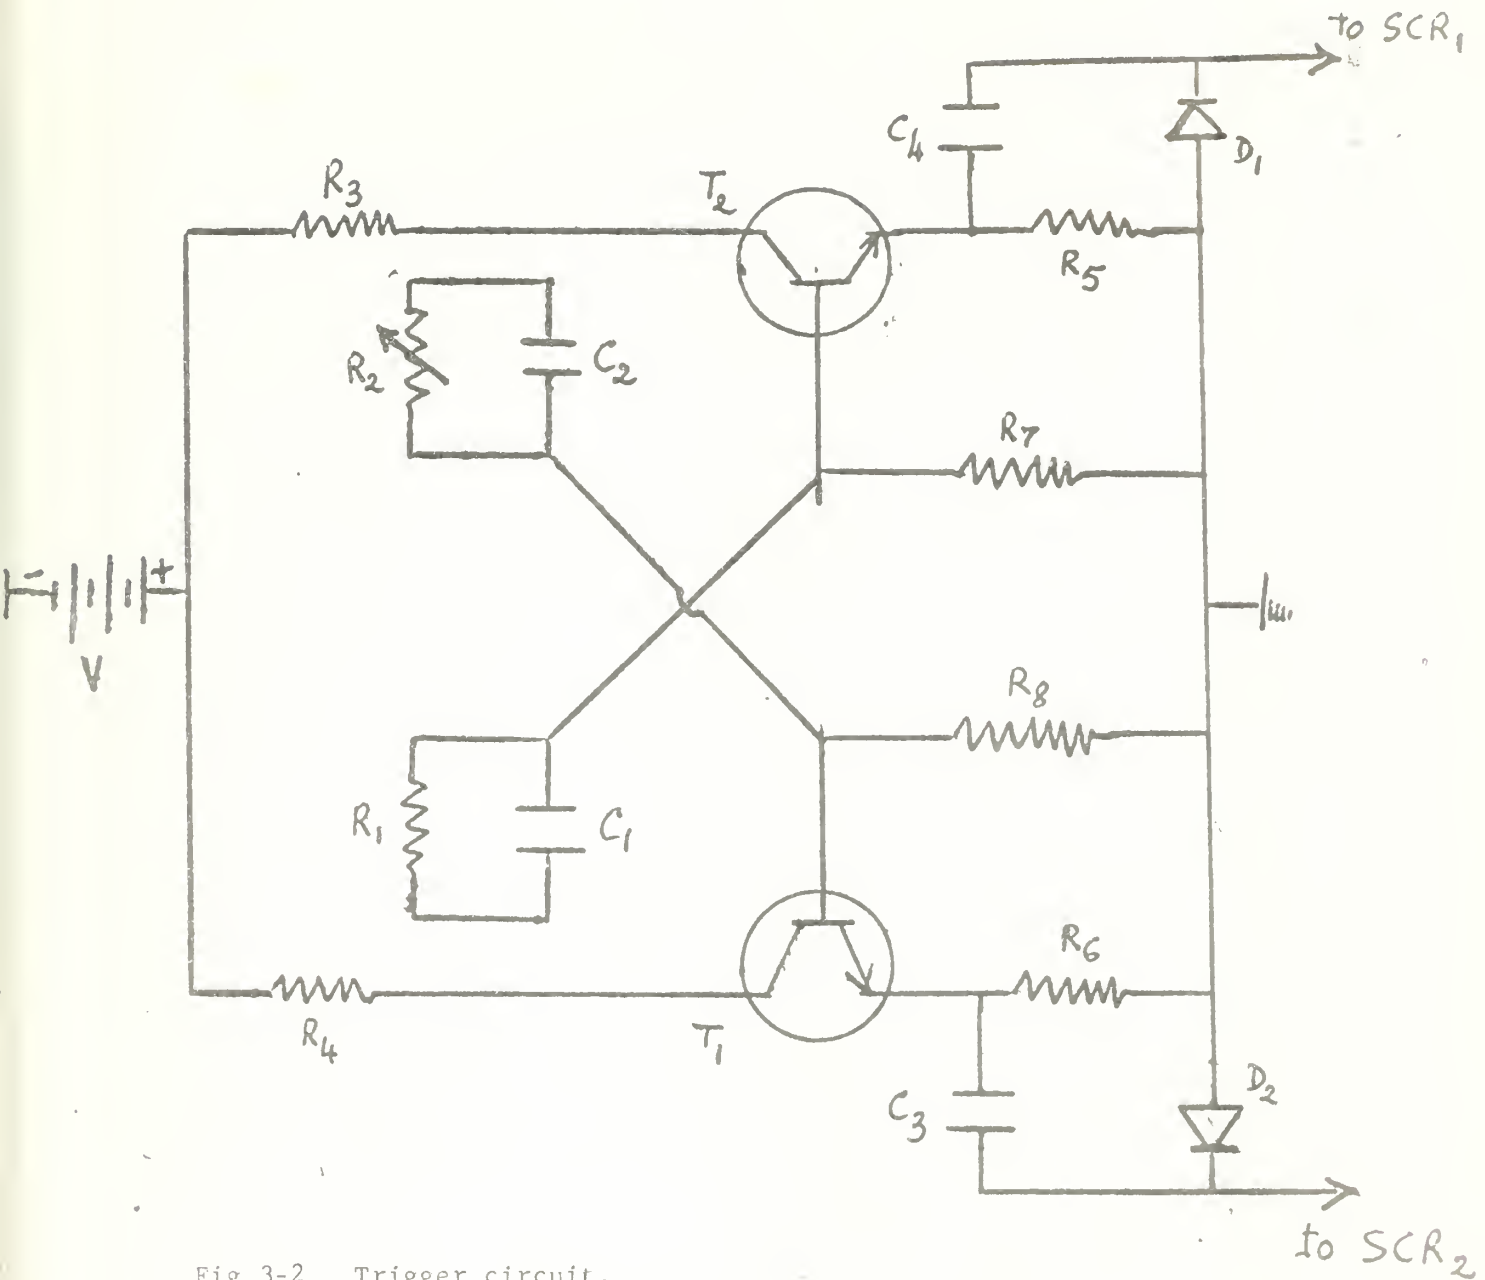 to SCR₁
C₄
D₁
R₃
T₂
R₅
R₂
C₂
R₇
- +
V
R₈
R₁
C₁
R₆
R₄
T₁
D₂
C₃
to SCR₂
Fig 3-2 Trigger circuit.